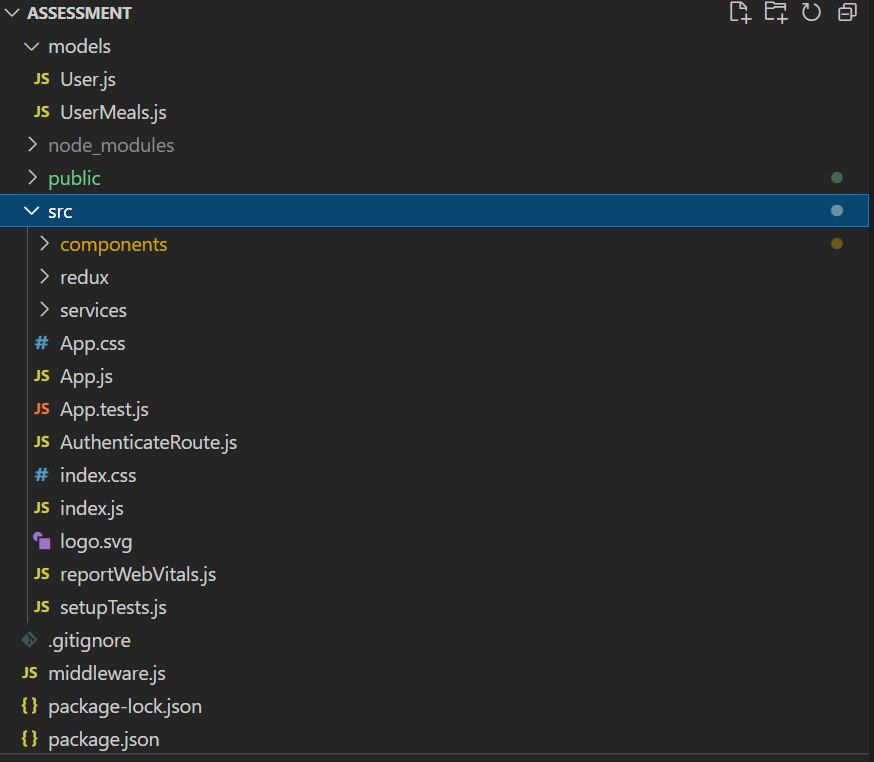 ASSESSMENT
models
JS User.js
JS UserMeals.js
node_modules
public
src
components
redux
services
# App.css
JS App.js
JS App.test.js
JS AuthenticateRoute.js
# index.css
JS index.js
logo.svg
JS reportWebVitals.js
JS setupTests.js
.gitignore
JS middleware.js
{} package-lock.json
{} package.json